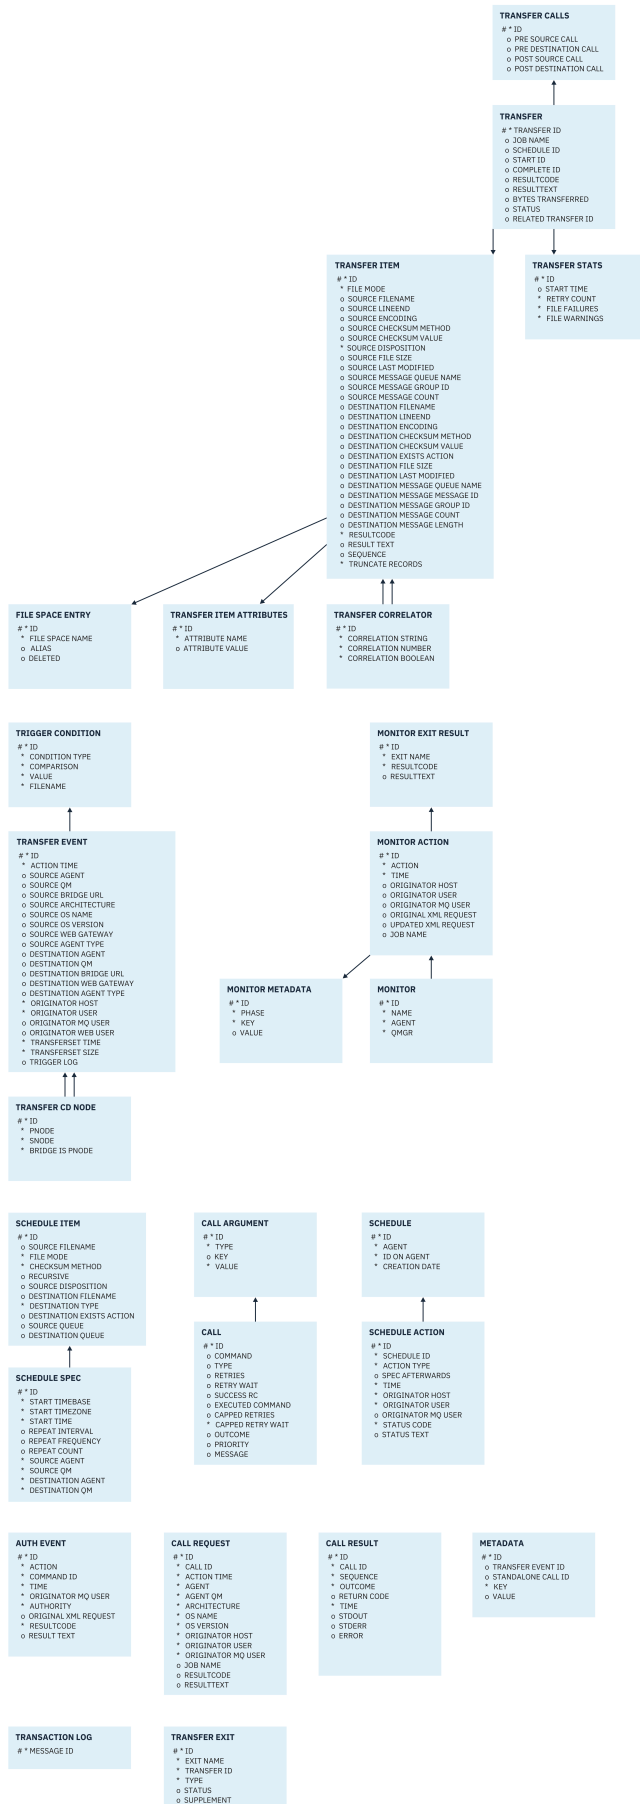 TRANSFER CALLS
# * ID
o PRE SOURCE CALL
o PRE DESTINATION CALL
o POST SOURCE CALL
o POST DESTINATION CALL
TRANSFER
# * TRANSFER ID
o JOB NAME
o SCHEDULE ID
o START ID
o COMPLETE ID
o RESULTCODE
o RESULTTEXT
o BYTES TRANSFERRED
o STATUS
o RELATED TRANSFER ID
TRANSFER ITEM
# * ID
* FILE MODE
o SOURCE FILENAME
o SOURCE LINEEND
o SOURCE ENCODING
o SOURCE CHECKSUM METHOD
o SOURCE CHECKSUM VALUE
* SOURCE DISPOSITION
o SOURCE FILE SIZE
o SOURCE LAST MODIFIED
o SOURCE MESSAGE QUEUE NAME
o SOURCE MESSAGE GROUP ID
o SOURCE MESSAGE COUNT
o DESTINATION FILENAME
o DESTINATION LINEEND
o DESTINATION ENCODING
o DESTINATION CHECKSUM METHOD
o DESTINATION CHECKSUM VALUE
o DESTINATION EXISTS ACTION
o DESTINATION FILE SIZE
o DESTINATION LAST MODIFIED
o DESTINATION MESSAGE QUEUE NAME
o DESTINATION MESSAGE MESSAGE ID
o DESTINATION MESSAGE GROUP ID
o DESTINATION MESSAGE COUNT
o DESTINATION MESSAGE LENGTH
* RESULTCODE
o RESULT TEXT
o SEQUENCE
* TRUNCATE RECORDS
TRANSFER STATS
# * ID
o START TIME
* RETRY COUNT
* FILE FAILURES
* FILE WARNINGS
FILE SPACE ENTRY
# * ID
* FILE SPACE NAME
o ALIAS
o DELETED
TRANSFER ITEM ATTRIBUTES
# * ID
* ATTRIBUTE NAME
o ATTRIBUTE VALUE
TRANSFER CORRELATOR
# * ID
* CORRELATION STRING
* CORRELATION NUMBER
* CORRELATION BOOLEAN
TRIGGER CONDITION
# * ID
* CONDITION TYPE
* COMPARISON
* VALUE
* FILENAME
MONITOR EXIT RESULT
# * ID
* EXIT NAME
* RESULTCODE
o RESULTTEXT
TRANSFER EVENT
# * ID
* ACTION TIME
o SOURCE AGENT
o SOURCE QM
o SOURCE BRIDGE URL
o SOURCE ARCHITECTURE
o SOURCE OS NAME
o SOURCE OS VERSION
o SOURCE WEB GATEWAY
o SOURCE AGENT TYPE
o DESTINATION AGENT
o DESTINATION QM
o DESTINATION BRIDGE URL
o DESTINATION WEB GATEWAY
o DESTINATION AGENT TYPE
* ORIGINATOR HOST
* ORIGINATOR USER
o ORIGINATOR MQ USER
o ORIGINATOR WEB USER
* TRANSFERSET TIME
* TRANSFERSET SIZE
o TRIGGER LOG
MONITOR ACTION
# * ID
* ACTION
* TIME
o ORIGINATOR HOST
o ORIGINATOR USER
o ORIGINATOR MQ USER
o ORIGINAL XML REQUEST
o UPDATED XML REQUEST
o JOB NAME
MONITOR METADATA
# * ID
* PHASE
* KEY
o VALUE
MONITOR
# * ID
* NAME
* AGENT
* QMGR
TRANSFER CD NODE
# * ID
* PNODE
* SNODE
* BRIDGE IS PNODE
SCHEDULE ITEM
# * ID
o SOURCE FILENAME
* FILE MODE
* CHECKSUM METHOD
o RECURSIVE
o SOURCE DISPOSITION
o DESTINATION FILENAME
* DESTINATION TYPE
o DESTINATION EXISTS ACTION
o SOURCE QUEUE
o DESTINATION QUEUE
CALL ARGUMENT
# * ID
* TYPE
o KEY
* VALUE
SCHEDULE
# * ID
* AGENT
* ID ON AGENT
* CREATION DATE
SCHEDULE SPEC
# * ID
* START TIMEBASE
* START TIMEZONE
* START TIME
o REPEAT INTERVAL
o REPEAT FREQUENCY
o REPEAT COUNT
* SOURCE AGENT
* SOURCE QM
* DESTINATION AGENT
* DESTINATION QM
CALL
# * ID
o COMMAND
o TYPE
o RETRIES
o RETRY WAIT
o SUCCESS RC
o EXECUTED COMMAND
o CAPPED RETRIES
* CAPPED RETRY WAIT
o OUTCOME
o PRIORITY
o MESSAGE
SCHEDULE ACTION
# * ID
* SCHEDULE ID
* ACTION TYPE
o SPEC AFTERWARDS
* TIME
* ORIGINATOR HOST
* ORIGINATOR USER
o ORIGINATOR MQ USER
* STATUS CODE
o STATUS TEXT
AUTH EVENT
# * ID
* ACTION
* COMMAND ID
* TIME
* ORIGINATOR MQ USER
* AUTHORITY
o ORIGINAL XML REQUEST
* RESULTCODE
o RESULT TEXT
CALL REQUEST
# * ID
* CALL ID
* ACTION TIME
* AGENT
* AGENT QM
* ARCHITECTURE
* OS NAME
* OS VERSION
* ORIGINATOR HOST
* ORIGINATOR USER
* ORIGINATOR MQ USER
o JOB NAME
o RESULTCODE
o RESULTTEXT
CALL RESULT
# * ID
* CALL ID
* SEQUENCE
* OUTCOME
o RETURN CODE
* TIME
o STDOUT
o STDERR
o ERROR
METADATA
# * ID
o TRANSFER EVENT ID
o STANDALONE CALL ID
* KEY
o VALUE
TRANSACTION LOG
# * MESSAGE ID
TRANSFER EXIT
# * ID
* EXIT NAME
* TRANSFER ID
* TYPE
o STATUS
o SUPPLEMENT